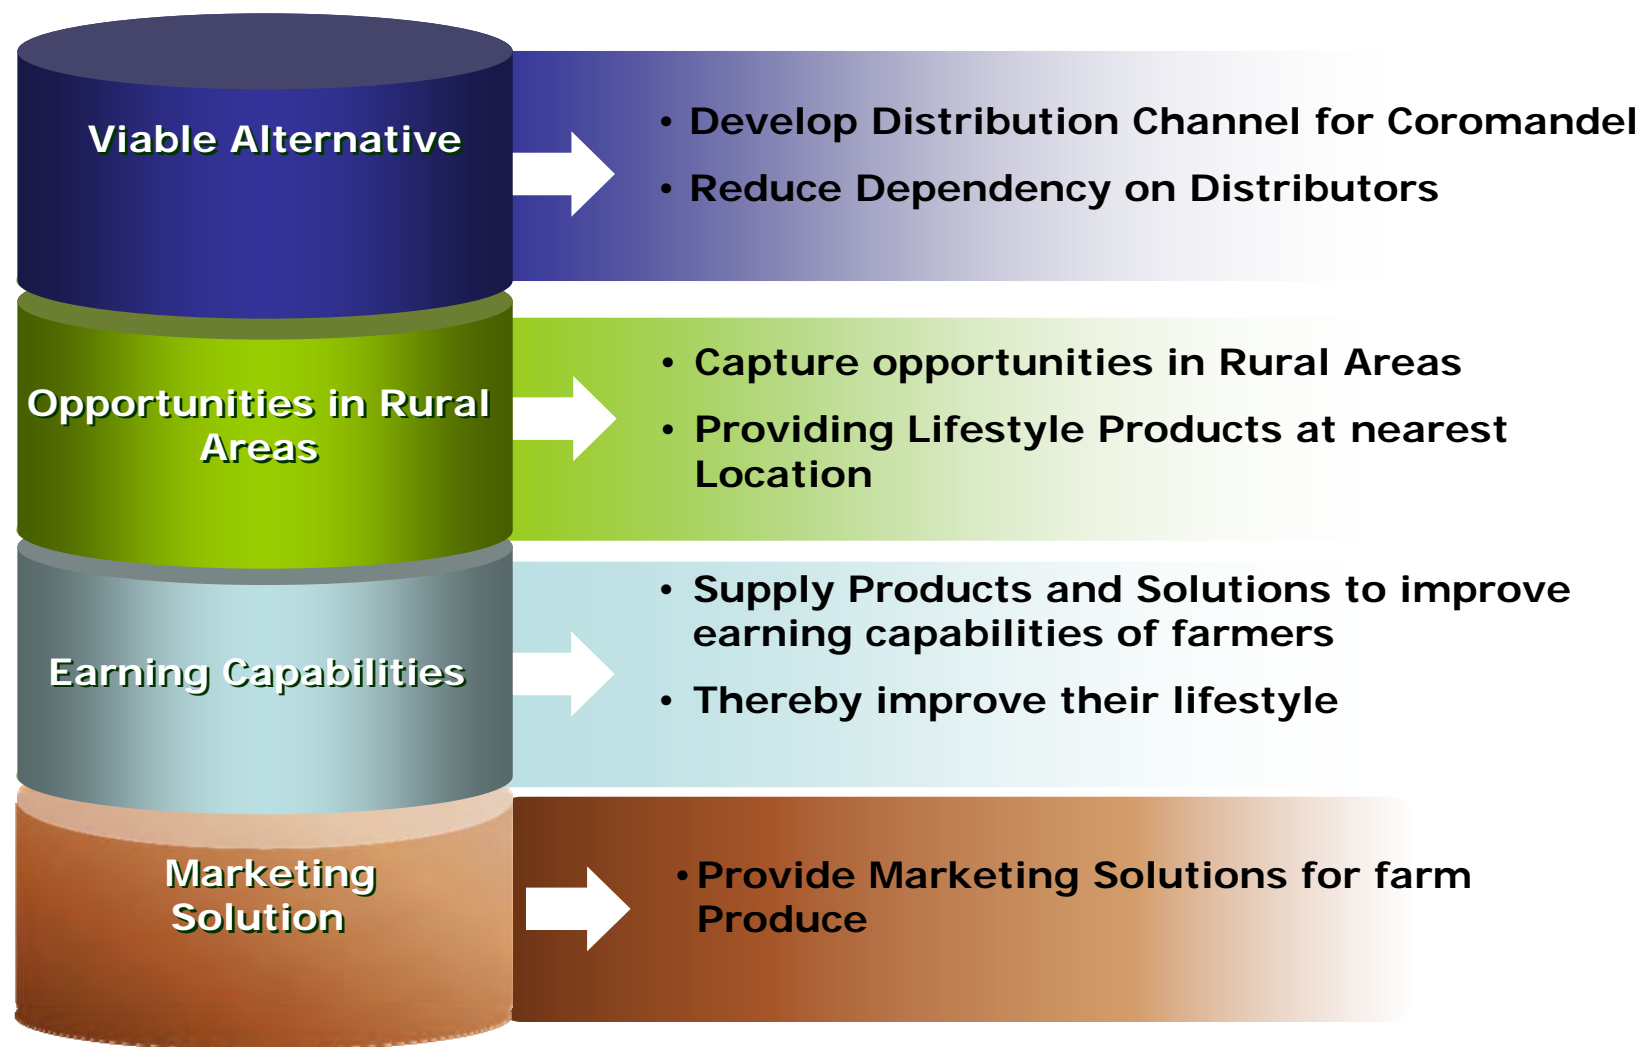 Viable Alternative
• Develop Distribution Channel for Coromandel
• Reduce Dependency on Distributors
Opportunities in Rural
Areas
• Capture opportunities in Rural Areas
• Providing Lifestyle Products at nearest
Location
Earning Capabilities
• Supply Products and Solutions to improve
earning capabilities of farmers
• Thereby improve their lifestyle
Marketing
Solution
• Provide Marketing Solutions for farm
Produce